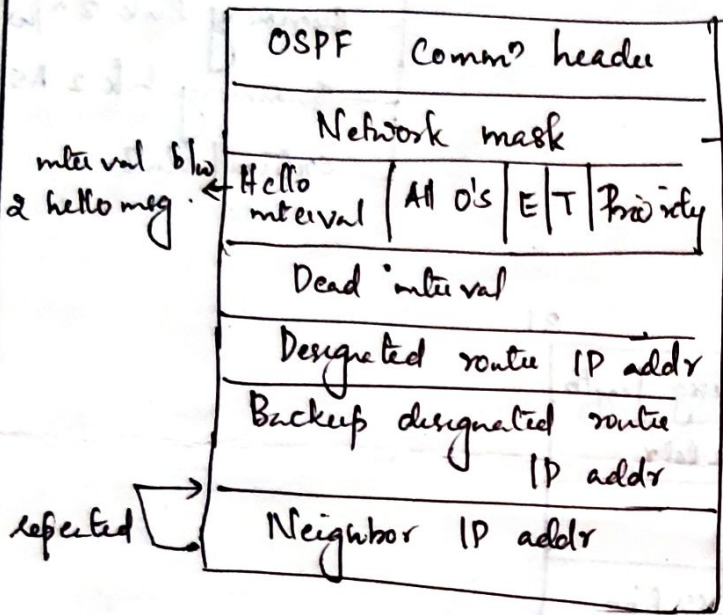 OSPF Commⁿ header
Network mask
interval b/w
2 hello msg.
Hello interval | All 0's | E | T | Priority
Dead interval
Designated router IP addr
Backup designated router
IP addr
repeated
Neighbor IP addr